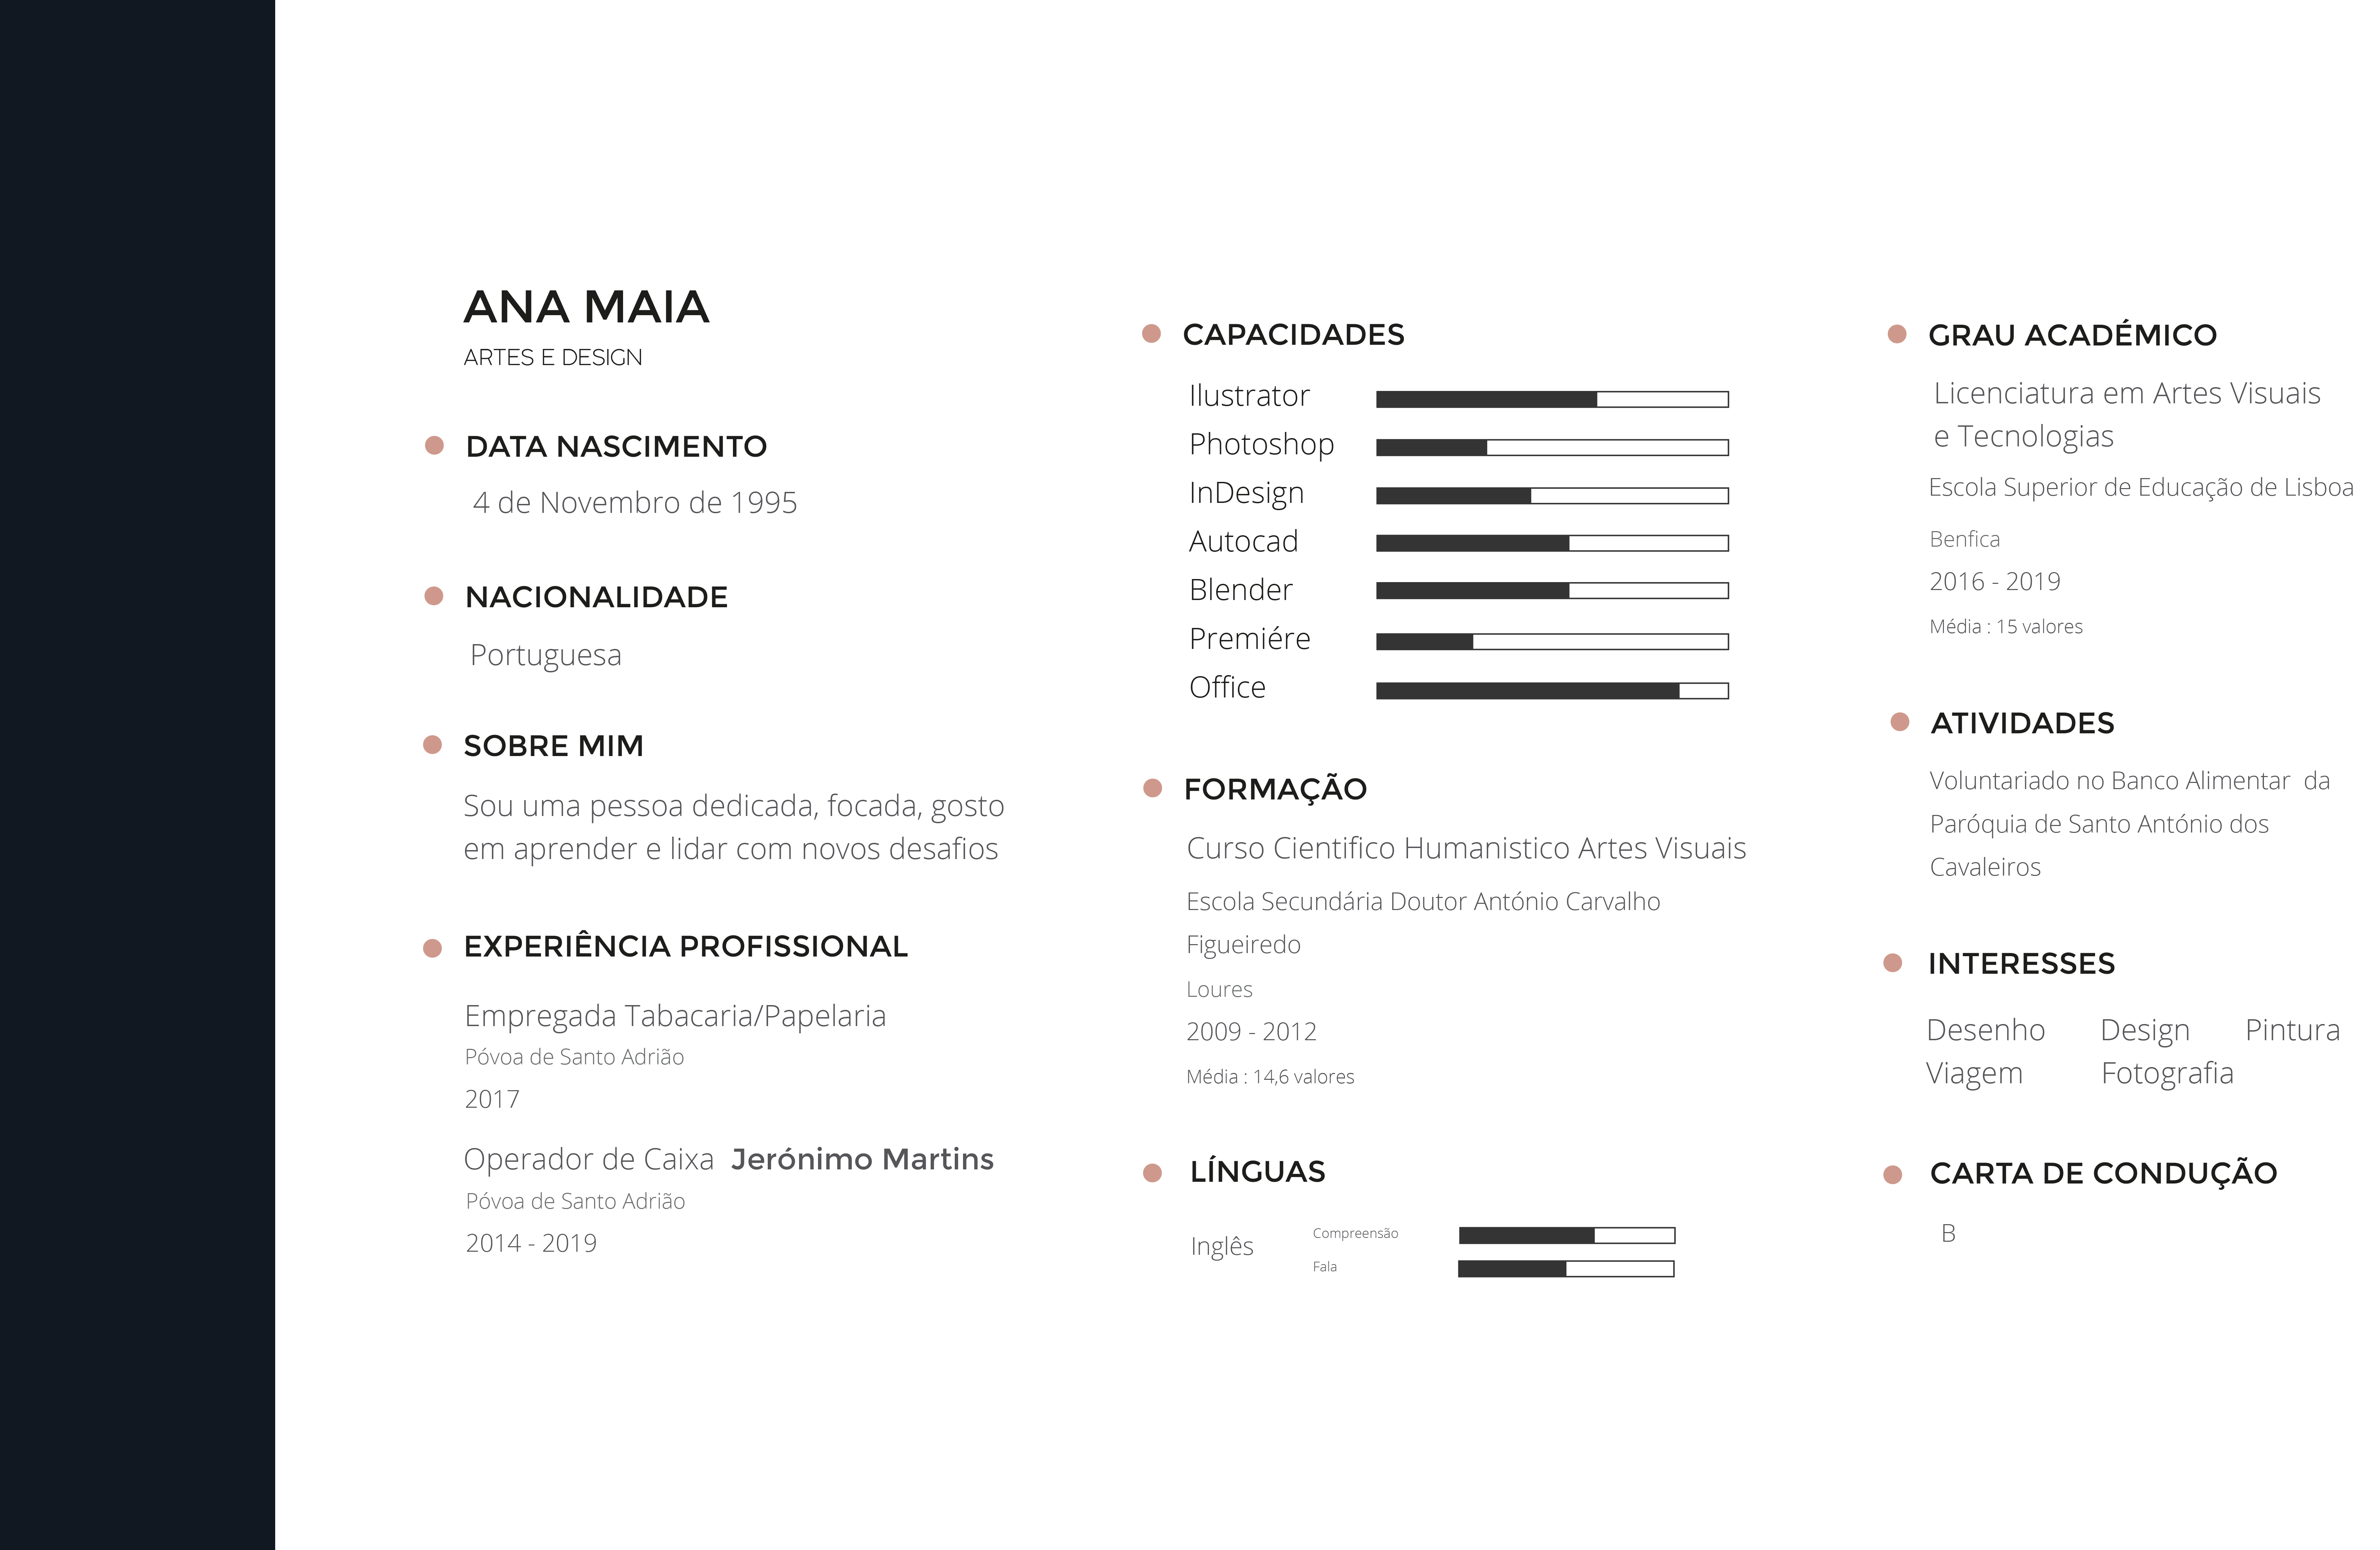 ANA MAIA
ARTES E DESIGN
DATA NASCIMENTO
4 de Novembro de 1995
NACIONALIDADE
Portuguesa
SOBRE MIM
Sou uma pessoa dedicada, focada, gosto
em aprender e lidar com novos desafios
EXPERIÊNCIA PROFISSIONAL
Empregada Tabacaria/Papelaria
Póvoa de Santo Adrião
2017
Operador de Caixa Jerónimo Martins
Póvoa de Santo Adrião
2014 - 2019
CAPACIDADES
Ilustrator
Photoshop
InDesign
Autocad
Blender
Premiére
Office
FORMAÇÃO
Curso Cientifico Humanistico Artes Visuais
Escola Secundária Doutor António Carvalho
Figueiredo
Loures
2009 - 2012
Média : 14,6 valores
LÍNGUAS
Inglês
Compreensão
Fala
GRAU ACADÉMICO
Licenciatura em Artes Visuais
e Tecnologias
Escola Superior de Educação de Lisboa
Benfica
2016 - 2019
Média : 15 valores
ATIVIDADES
Voluntariado no Banco Alimentar da
Paróquia de Santo António dos
Cavaleiros
INTERESSES
Desenho Design Pintura
Viagem Fotografia
CARTA DE CONDUÇÃO
B